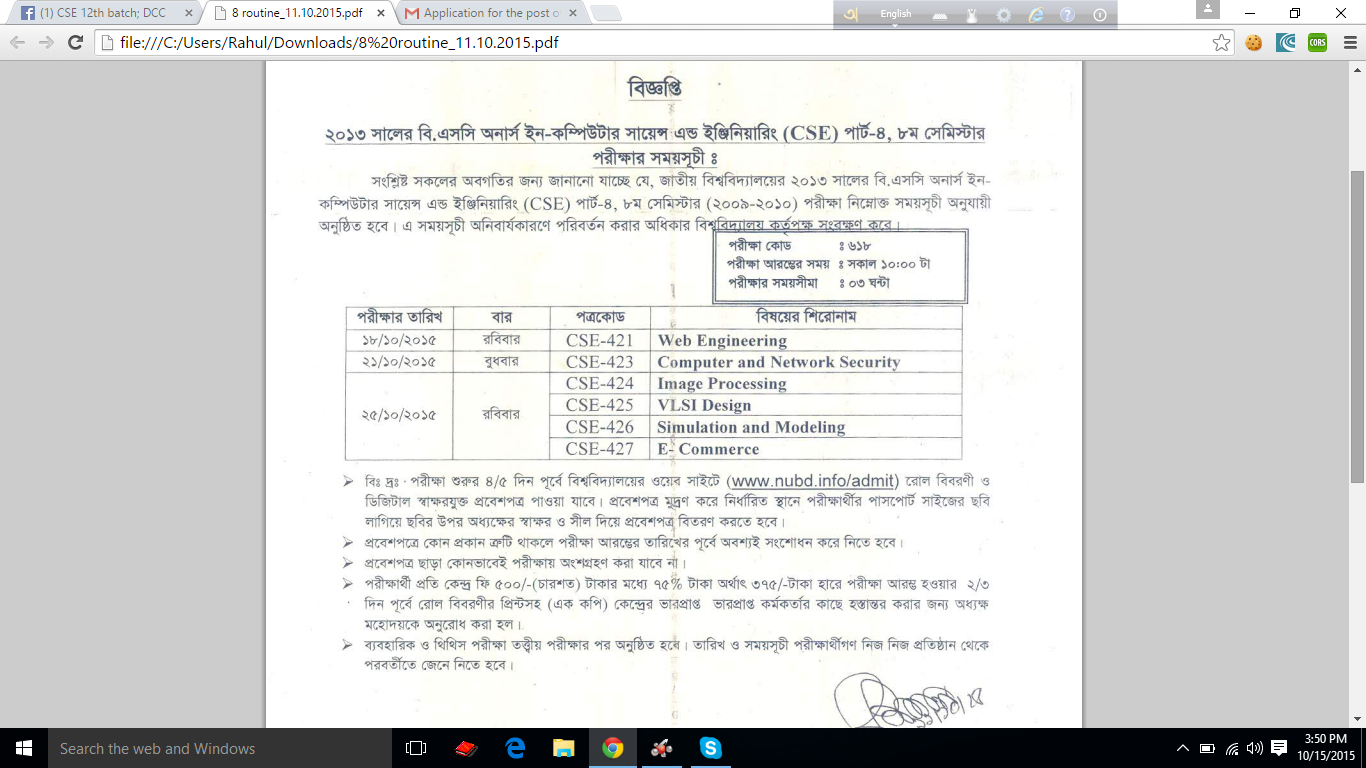 (1) CSE 12th batch; DCC
8 routine_11.10.2015.pdf
Application for the post o
English
file:///C:/Users/Rahul/Downloads/8%20routine_11.10.2015.pdf
CORS
বিজ্ঞপ্তি
২০১৩ সালের বি.এসসি অনার্স ইন-কম্পিউটার সায়েন্স এন্ড ইঞ্জিনিয়ারিং (CSE) পার্ট-৪, ৮ম সেমিস্টার
পরীক্ষার সময়সূচী ঃ
সংশ্লিষ্ট সকলের অবগতির জন্য জানানো যাচ্ছে যে, জাতীয় বিশ্ববিদ্যালয়ের ২০১৩ সালের বি.এসসি অনার্স ইন-
কম্পিউটার সায়েন্স এন্ড ইঞ্জিনিয়ারিং (CSE) পার্ট-৪, ৮ম সেমিস্টার (২০০৯-২০১০) পরীক্ষা নিম্নোক্ত সময়সূচী অনুযায়ী
অনুষ্ঠিত হবে। এ সময়সূচী অনিবার্যকারণে পরিবর্তন করার অধিকার বিশ্ববিদ্যালয় কর্তৃপক্ষ সংরক্ষণ করে।
পরীক্ষা কোড ঃ ৬১৮
পরীক্ষা আরম্ভের সময় ঃ সকাল ১০:০০ টা
পরীক্ষার সময়সীমা ঃ ০৩ ঘন্টা
পরীক্ষার তারিখ বার পত্রকোড বিষয়ের শিরোনাম
১৮/১০/২০১৫ রবিবার CSE-421 Web Engineering
২১/১০/২০১৫ বুধবার CSE-423 Computer and Network Security
২৫/১০/২০১৫ রবিবার CSE-424 Image Processing
CSE-425 VLSI Design
CSE-426 Simulation and Modeling
CSE-427 E- Commerce
বিঃ দ্রঃ পরীক্ষা শুরুর ৪/৫ দিন পূর্বে বিশ্ববিদ্যালয়ের ওয়েব সাইটে (www.nubd.info/admit) রোল বিবরণী ও
ডিজিটাল স্বাক্ষরযুক্ত প্রবেশপত্র পাওয়া যাবে। প্রবেশপত্র মুদ্রণ করে নির্ধারিত স্থানে পরীক্ষার্থীর পাসপোর্ট সাইজের ছবি
লাগিয়ে ছবির উপর অধ্যক্ষের স্বাক্ষর ও সীল দিয়ে প্রবেশপত্র বিতরণ করতে হবে।
প্রবেশপত্রে কোন প্রকান ত্রুটি থাকলে পরীক্ষা আরম্ভের তারিখের পূর্বে অবশ্যই সংশোধন করে নিতে হবে।
প্রবেশপত্র ছাড়া কোনভাবেই পরীক্ষায় অংশগ্রহণ করা যাবে না।
পরীক্ষার্থী প্রতি কেন্দ্র ফি ৫০০/-(চারশত) টাকার মধ্যে ৭৫% টাকা অর্থাৎ ৩৭৫/-টাকা হারে পরীক্ষা আরম্ভ হওয়ার ২/৩
দিন পূর্বে রোল বিবরণীর প্রিন্টসহ (এক কপি) কেন্দ্রের ভারপ্রাপ্ত ভারপ্রাপ্ত কর্মকর্তার কাছে হস্তান্তর করার জন্য অধ্যক্ষ
মহোদয়কে অনুরোধ করা হল।
ব্যবহারিক ও থিথিস পরীক্ষা তত্ত্বীয় পরীক্ষার পর অনুষ্ঠিত হবে। তারিখ ও সময়সূচী পরীক্ষার্থীগণ নিজ নিজ প্রতিষ্ঠান থেকে
পরবর্তীতে জেনে নিতে হবে।
Search the web and Windows
3:50 PM
10/15/2015